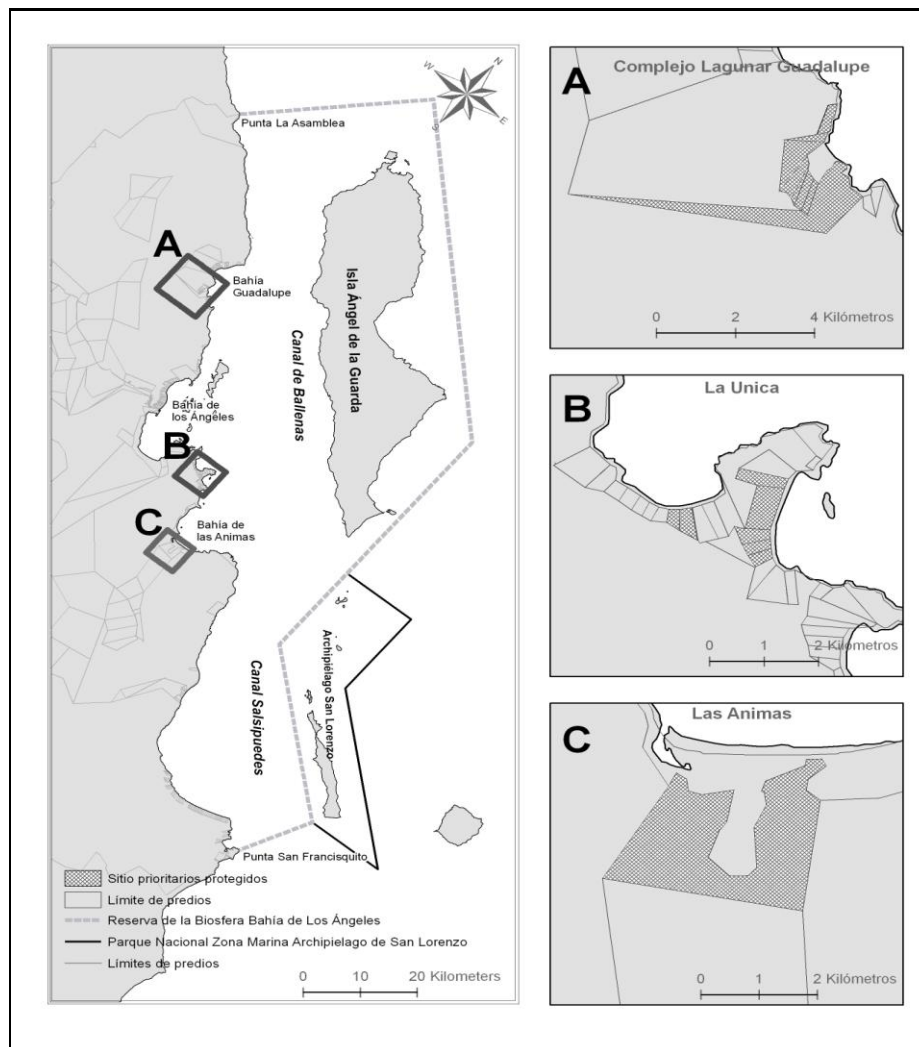 N
W
E
S
Punta La Asamblea
A
Bahía
Guadalupe
Isla Ángel de la Guarda
Canal de Ballenas
Bahía de
los Ángeles
B
C
Bahía de
las Animas
Canal Salsipuedes
Archipiélago San Lorenzo
Punta San Francisquito
Sitio prioritarios protegidos
Límite de predios
Reserva de la Biosfera Bahía de Los Ángeles
Parque Nacional Zona Marina Archipielago de San Lorenzo
Límites de predios
0 10 20 Kilometers
A
Complejo Lagunar Guadalupe
0 2 4 Kilómetros
B
La Unica
0 1 2 Kilómetros
C
Las Animas
0 1 2 Kilómetros